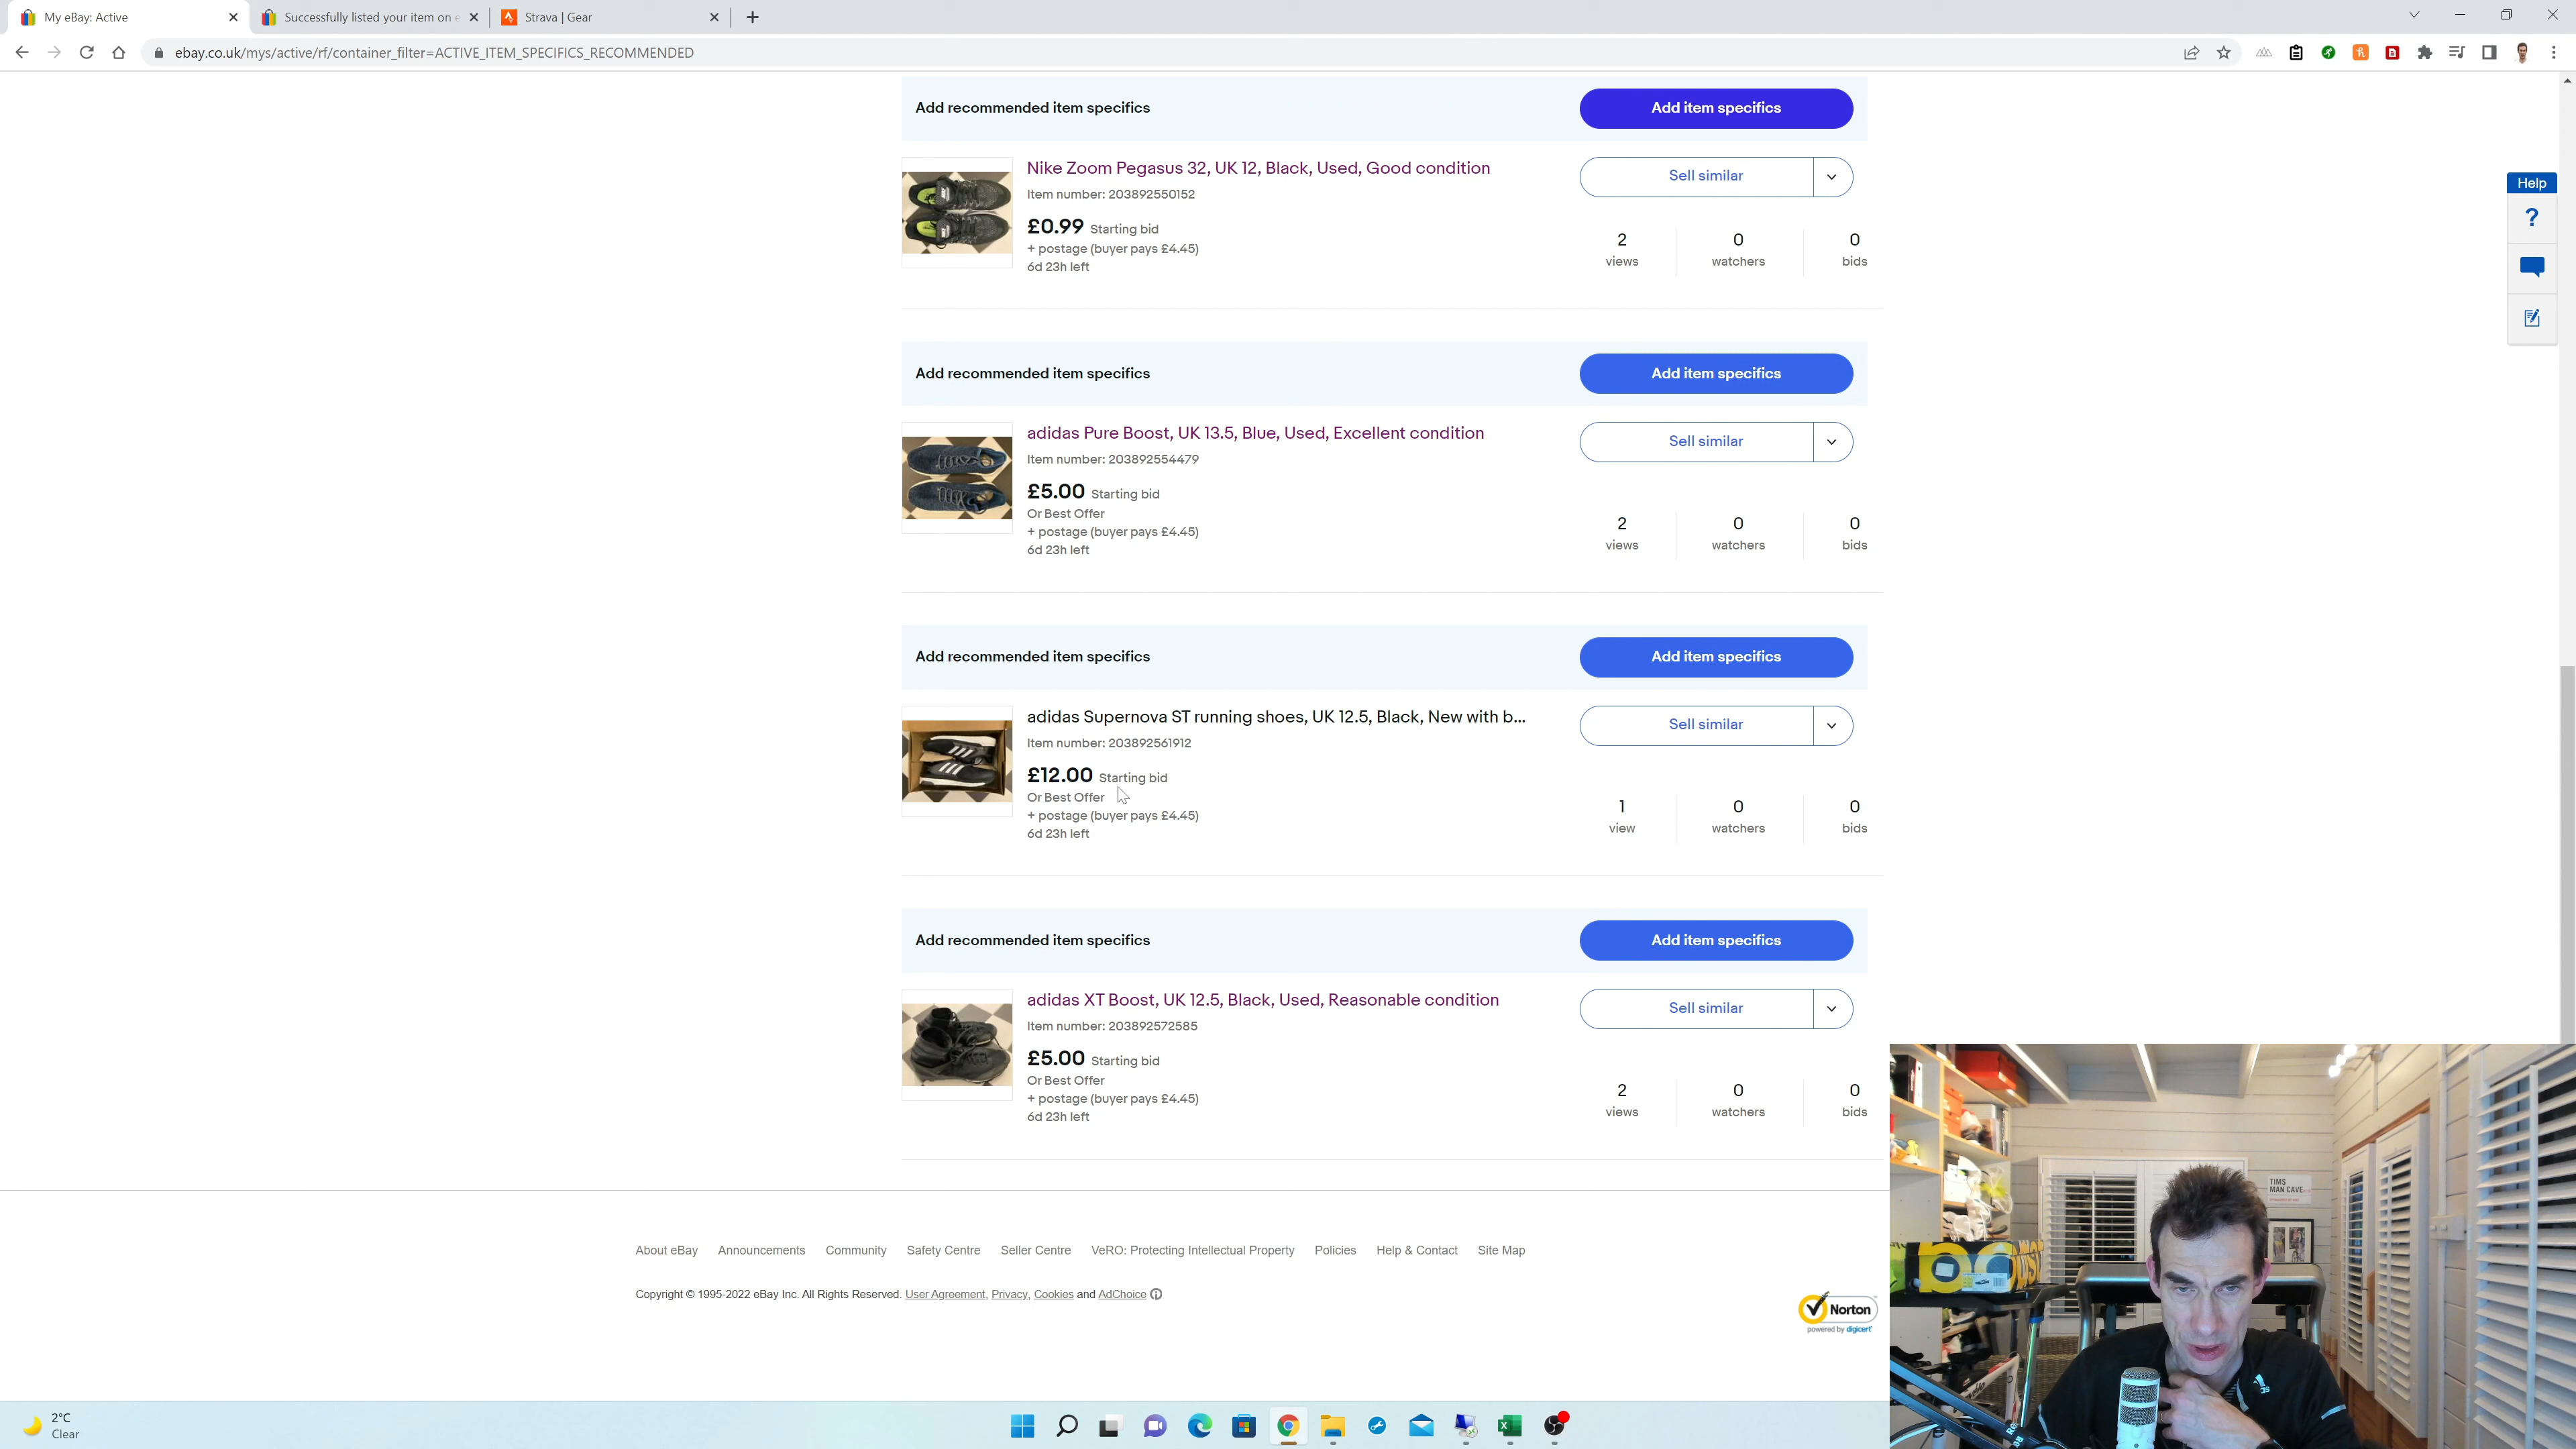 My eBay: Active
Successfully listed your item on e
Strava | Gear
ebay.co.uk/mys/active/rf/container_filter=ACTIVE_ITEM_SPECIFICS_RECOMMENDED
Add recommended item specifics
Add item specifics
Nike Zoom Pegasus 32, UK 12, Black, Used, Good condition
Sell similar
Item number: 203892550152
£0.99 Starting bid
+ postage (buyer pays £4.45)
6d 23h left
2 0 0
views watchers bids
Help
?
Add recommended item specifics
Add item specifics
adidas Pure Boost, UK 13.5, Blue, Used, Excellent condition
Sell similar
Item number: 203892554479
£5.00 Starting bid
Or Best Offer
+ postage (buyer pays £4.45)
6d 23h left
2 0 0
views watchers bids
Add recommended item specifics
Add item specifics
adidas Supernova ST running shoes, UK 12.5, Black, New with b...
Sell similar
Item number: 203892561912
£12.00 Starting bid
Or Best Offer
+ postage (buyer pays £4.45)
6d 23h left
1 0 0
view watchers bids
Add recommended item specifics
Add item specifics
adidas XT Boost, UK 12.5, Black, Used, Reasonable condition
Sell similar
Item number: 203892572585
£5.00 Starting bid
Or Best Offer
+ postage (buyer pays £4.45)
6d 23h left
2 0 0
views watchers bids
About eBay Announcements Community Safety Centre Seller Centre VeRO: Protecting Intellectual Property Policies Help & Contact Site Map
Copyright © 1995-2022 eBay Inc. All Rights Reserved. User Agreement, Privacy, Cookies and AdChoice
Norton
powered by digicert
TIMS
MAN CAVE
2°C
Clear